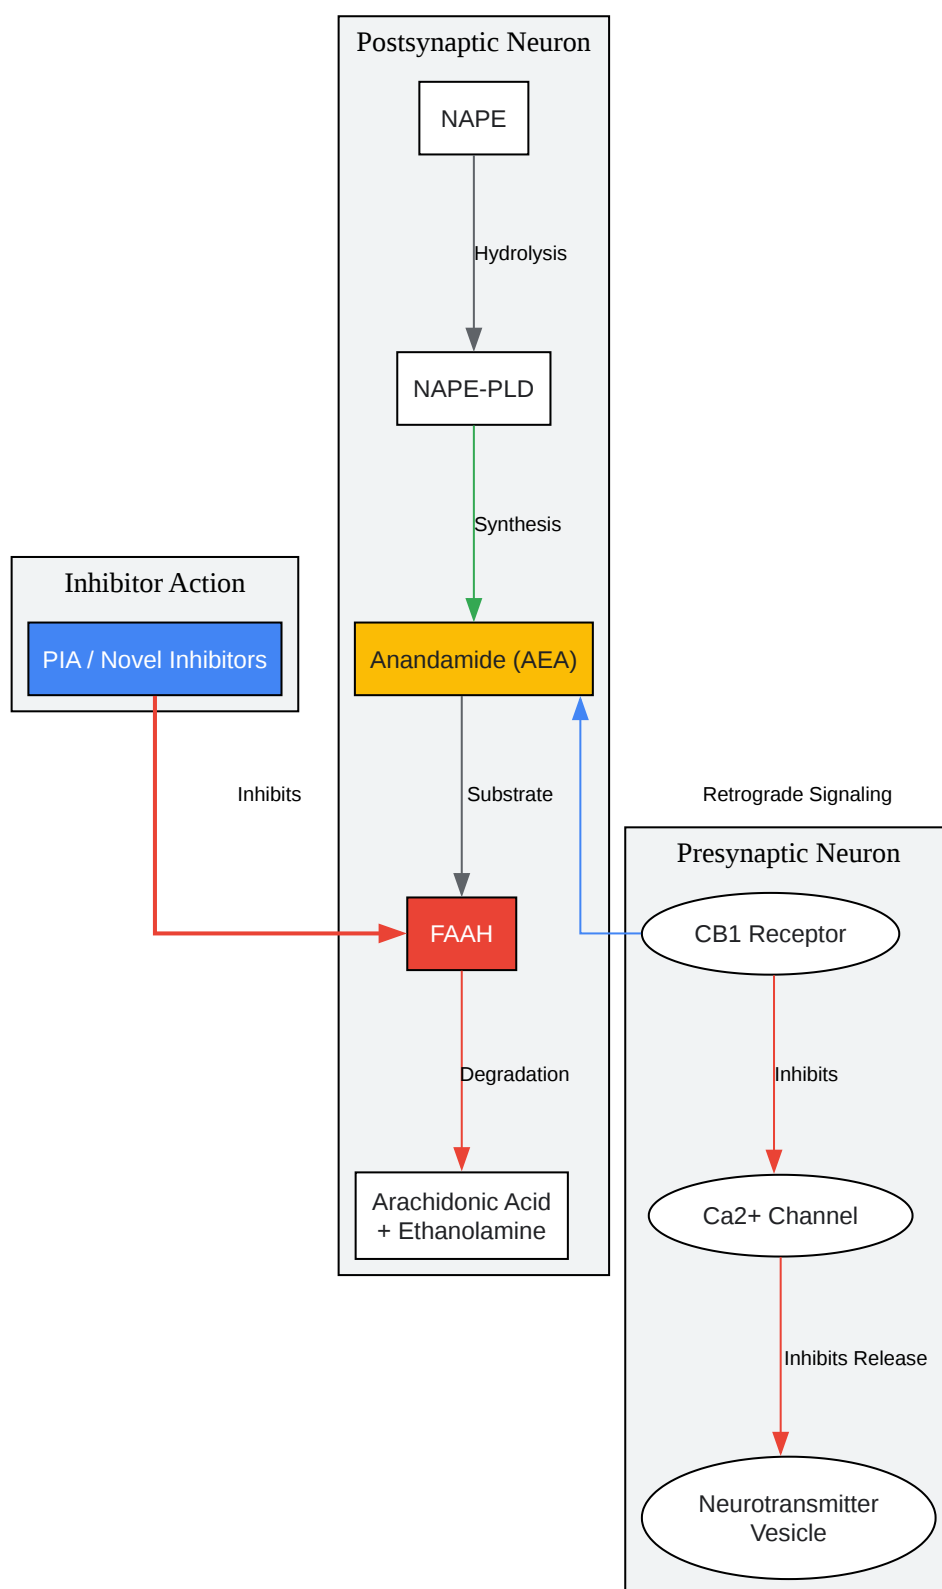 Postsynaptic Neuron
NAPE
Hydrolysis
NAPE-PLD
Synthesis
Inhibitor Action
PIA / Novel Inhibitors
Anandamide (AEA)
Inhibits
Substrate
Retrograde Signaling
Presynaptic Neuron
FAAH
CB1 Receptor
Degradation
Inhibits
Arachidonic Acid
+ Ethanolamine
Ca2+ Channel
Inhibits Release
Neurotransmitter
Vesicle